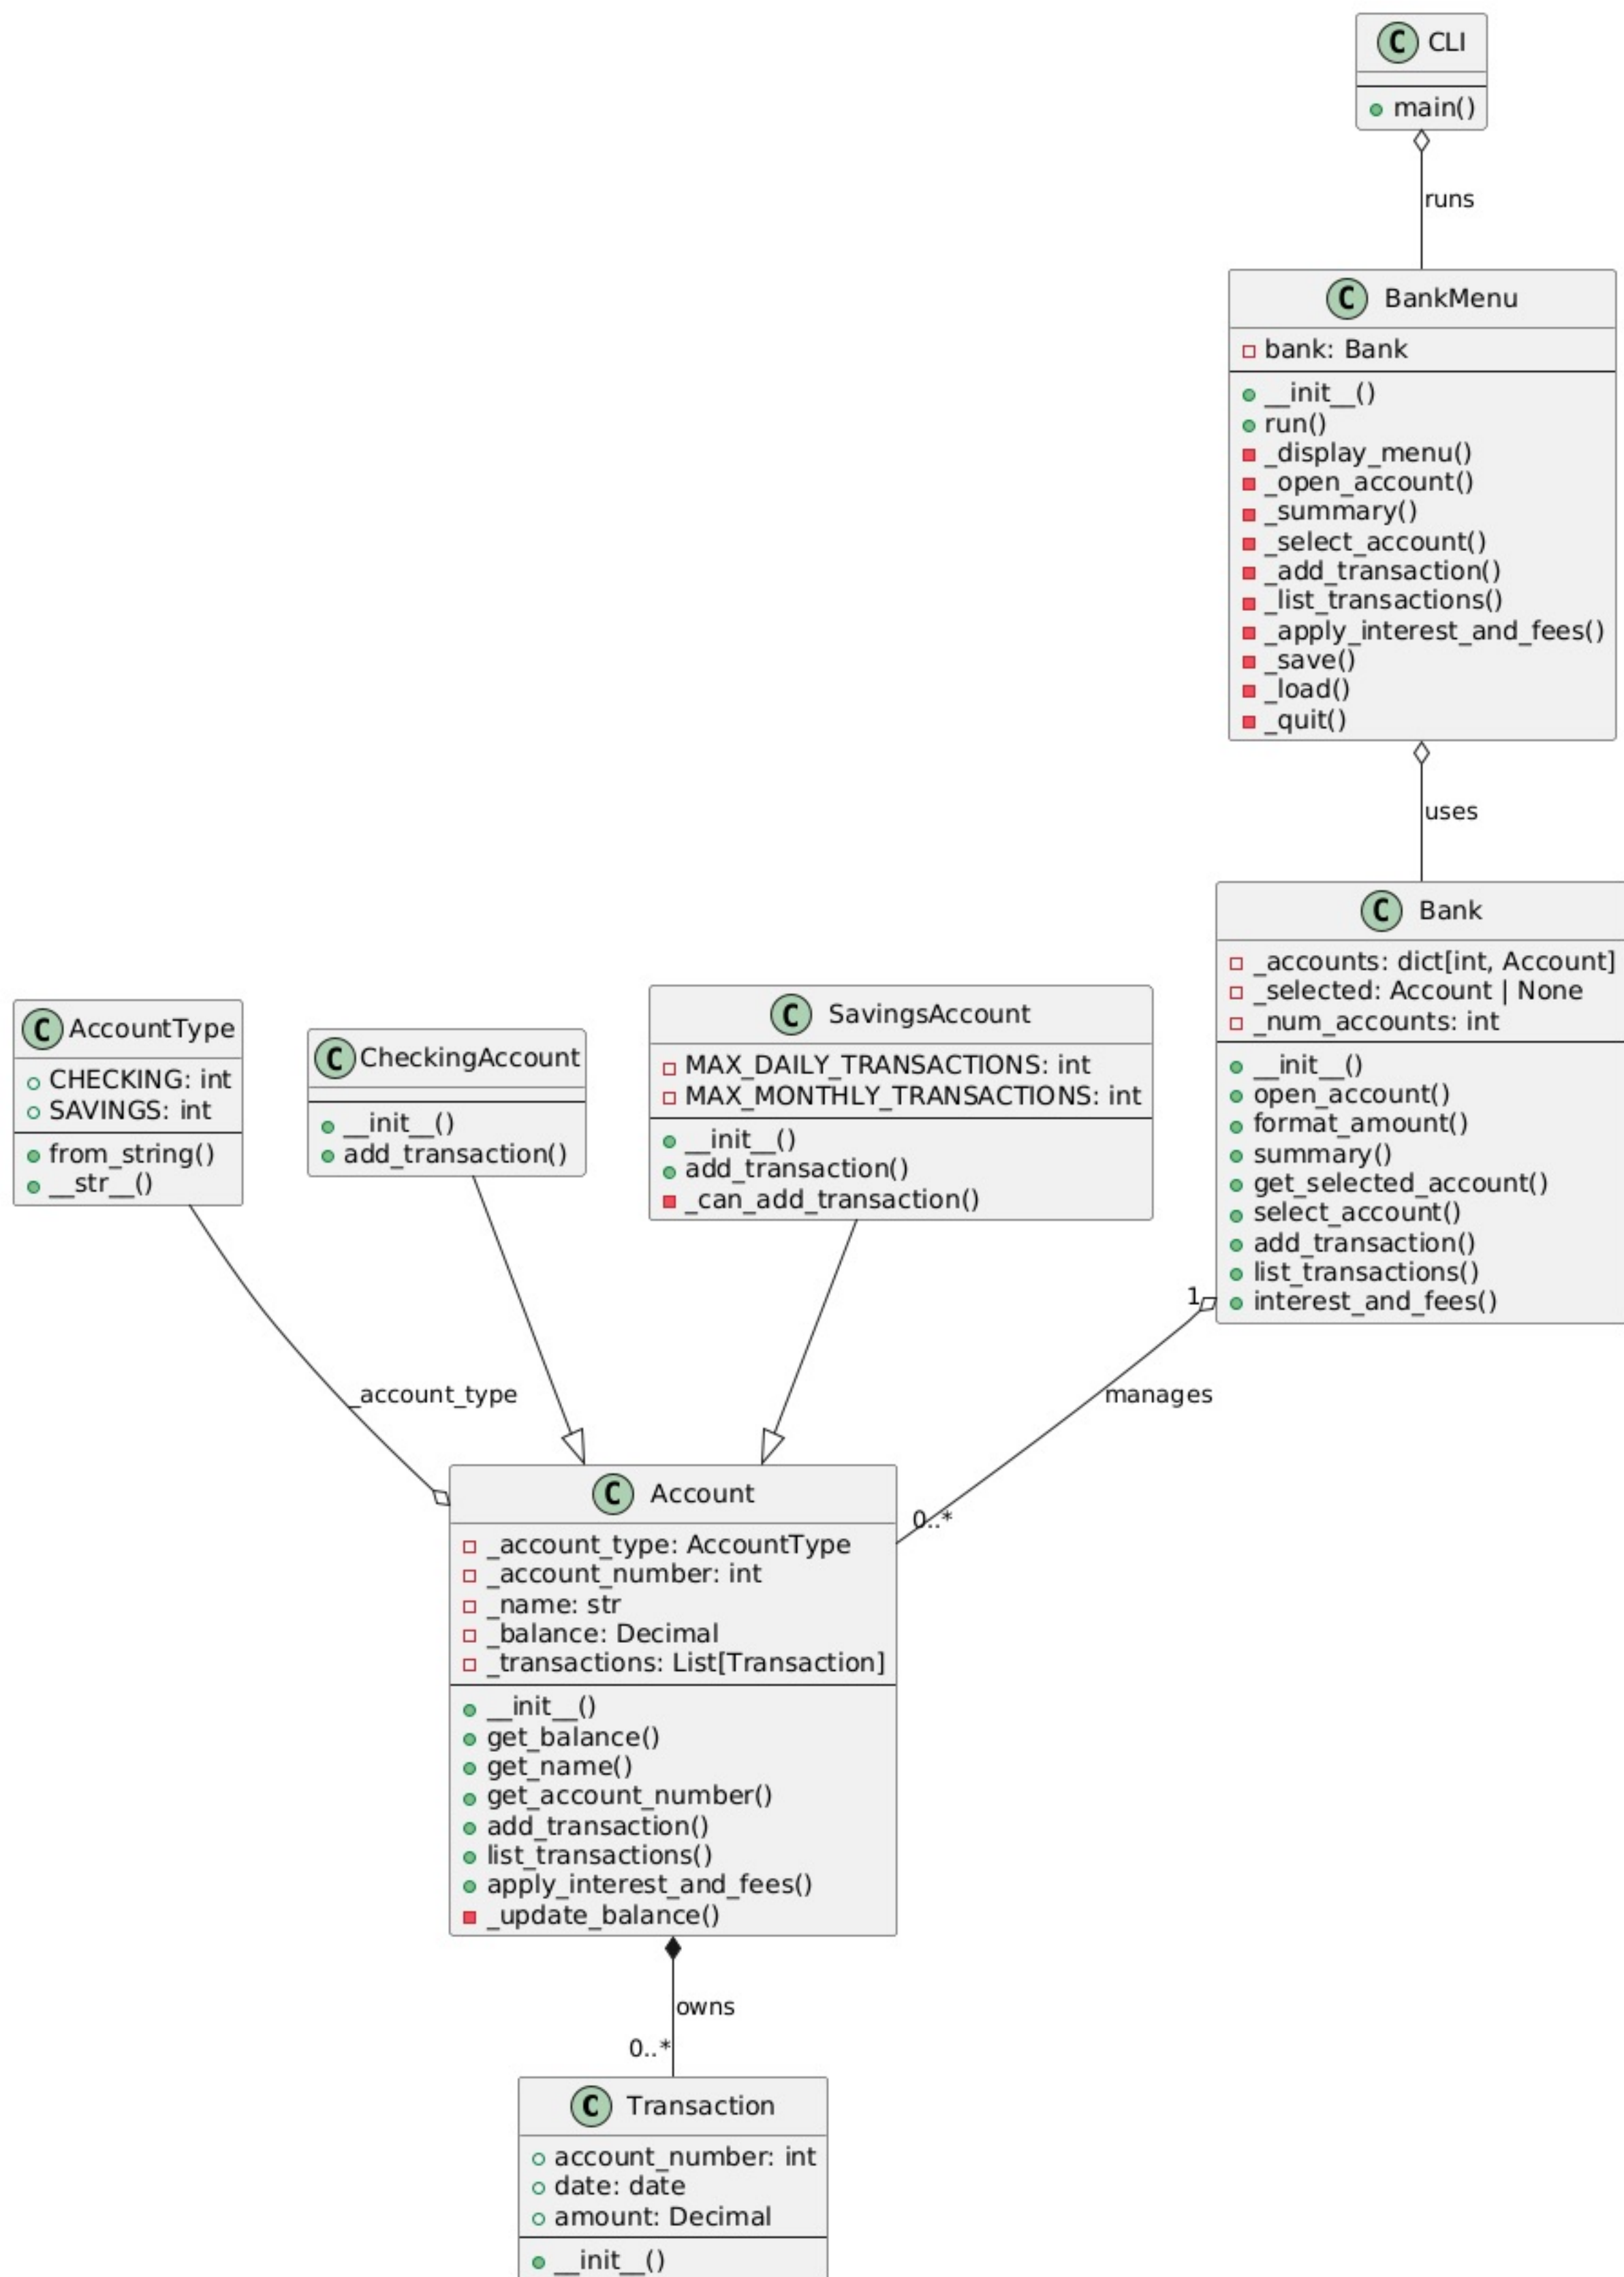 C CLI
main()
runs
C BankMenu
bank: Bank
__init__()
run()
_display_menu()
_open_account()
_summary()
_select_account()
_add_transaction()
_list_transactions()
_apply_interest_and_fees()
_save()
_load()
_quit()
uses
C Bank
_accounts: dict[int, Account]
_selected: Account | None
_num_accounts: int
__init__()
open_account()
format_amount()
summary()
get_selected_account()
select_account()
add_transaction()
list_transactions()
interest_and_fees()
C AccountType
CHECKING: int
SAVINGS: int
from_string()
__str__()
C CheckingAccount
__init__()
add_transaction()
C SavingsAccount
MAX_DAILY_TRANSACTIONS: int
MAX_MONTHLY_TRANSACTIONS: int
__init__()
add_transaction()
_can_add_transaction()
1
_account_type
manages
0..*
C Account
_account_type: AccountType
_account_number: int
_name: str
_balance: Decimal
_transactions: List[Transaction]
__init__()
get_balance()
get_name()
get_account_number()
add_transaction()
list_transactions()
apply_interest_and_fees()
_update_balance()
owns
0..*
C Transaction
account_number: int
date: date
amount: Decimal
__init__()